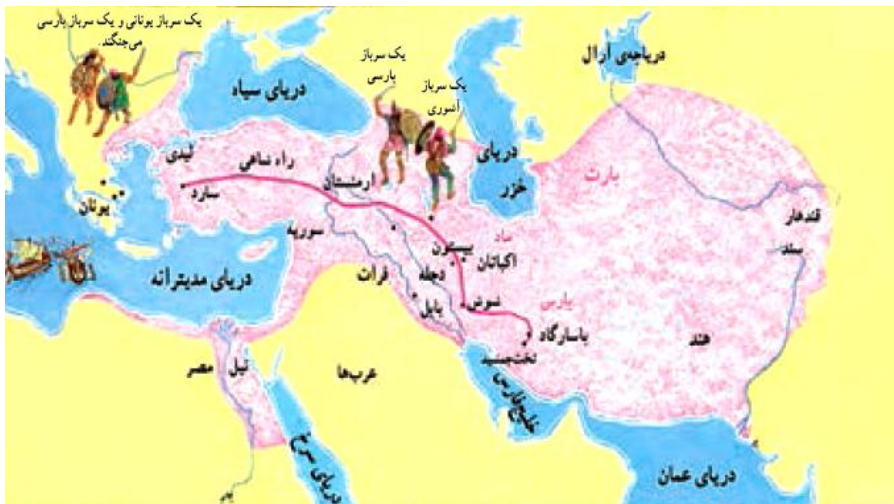 یک سرباز یونانی و یک سرباز پارسی
می‌جنگند.
یک سرباز
پارسی
یک سرباز
آشوری
دریاچه‌ی آرال
دریای سیاه
دریای
خزر
لیدی
راه شاهی
سارد
ارمنستان
یونان
سوریه
پارت
قندهار
سند
ماد
بیستون
اکباتان
دجله
فرات
بابل
شوش
پارس
پاسارگاد
تخت‌جمشید
هند
دریای مدیترانه
مصر
نیل
عرب‌ها
خلیج فارس
دریای سرخ
دریای عمان